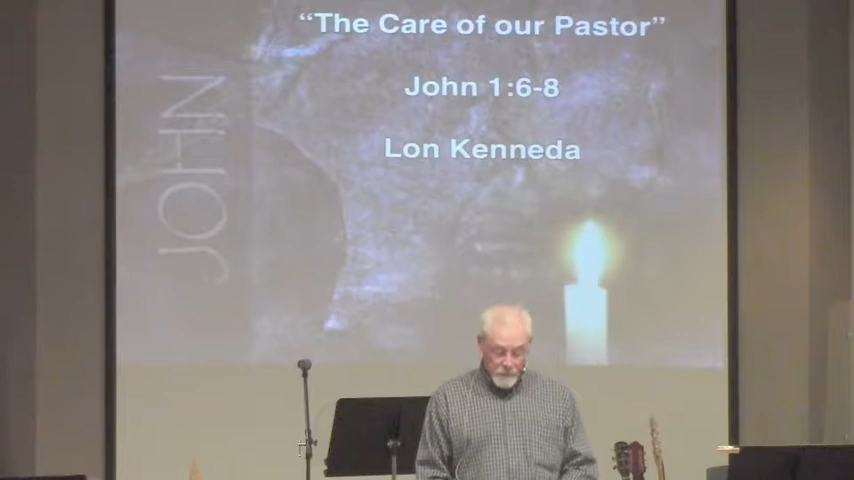 “The Care of our Pastor”
John 1:6-8
Lon Kenneda
JOHN